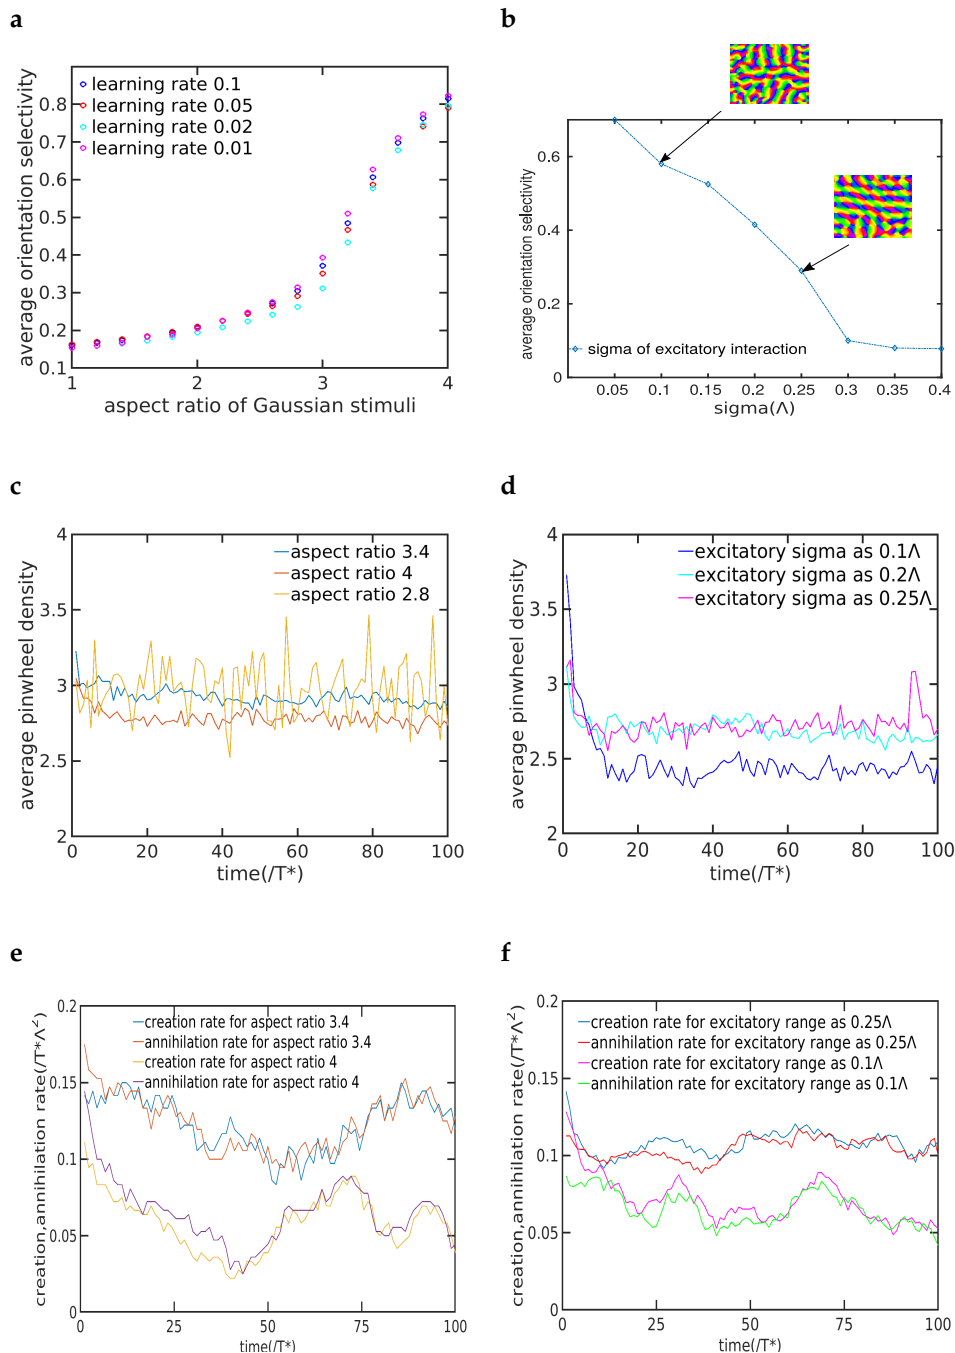 a
average orientation selectivity
0.8
0.7
0.6
0.5
0.4
0.3
0.2
0.1
learning rate 0.1
learning rate 0.05
learning rate 0.02
learning rate 0.01
1 2 3 4
aspect ratio of Gaussian stimuli
b
average orientation selectivity
0.6
0.4
0.2
0
sigma of excitatory interaction
0.05 0.1 0.15 0.2 0.25 0.3 0.35 0.4
sigma(Λ)
c
average pinwheel density
4
3.5
3
2.5
2
aspect ratio 3.4
aspect ratio 4
aspect ratio 2.8
0 20 40 60 80 100
time(/T*)
d
average pinwheel density
4
3.5
3
2.5
2
excitatory sigma as 0.1Λ
excitatory sigma as 0.2Λ
excitatory sigma as 0.25Λ
0 20 40 60 80 100
time(/T*)
e
creation,annihilation rate(/T*Λ²)
0.2
0.15
0.1
0.05
0
creation rate for aspect ratio 3.4
annihilation rate for aspect ratio 3.4
creation rate for aspect ratio 4
annihilation rate for aspect ratio 4
0 25 50 75 100
time(/T*)
f
creation,annihilation rate(/T*Λ²)
0.2
0.15
0.1
0.05
0
creation rate for excitatory range as 0.25Λ
annihilation rate for excitatory range as 0.25Λ
creation rate for excitatory range as 0.1Λ
annihilation rate for excitatory range as 0.1Λ
0 25 50 75 100
time(/T*)